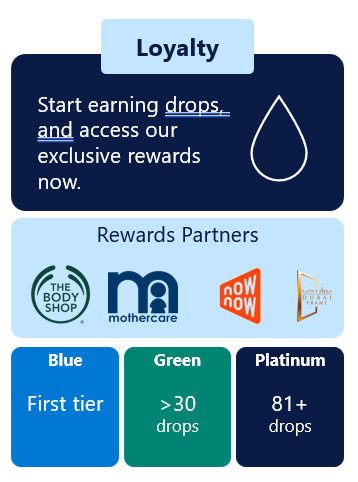 Loyalty
Start earning drops,
and access our
exclusive rewards
now.
Rewards Partners
THE
BODY
SHOP
mothercare
noW
noW
DUBAI
FRAME
Blue
Green
Platinum
First tier
>30
drops
81+
drops